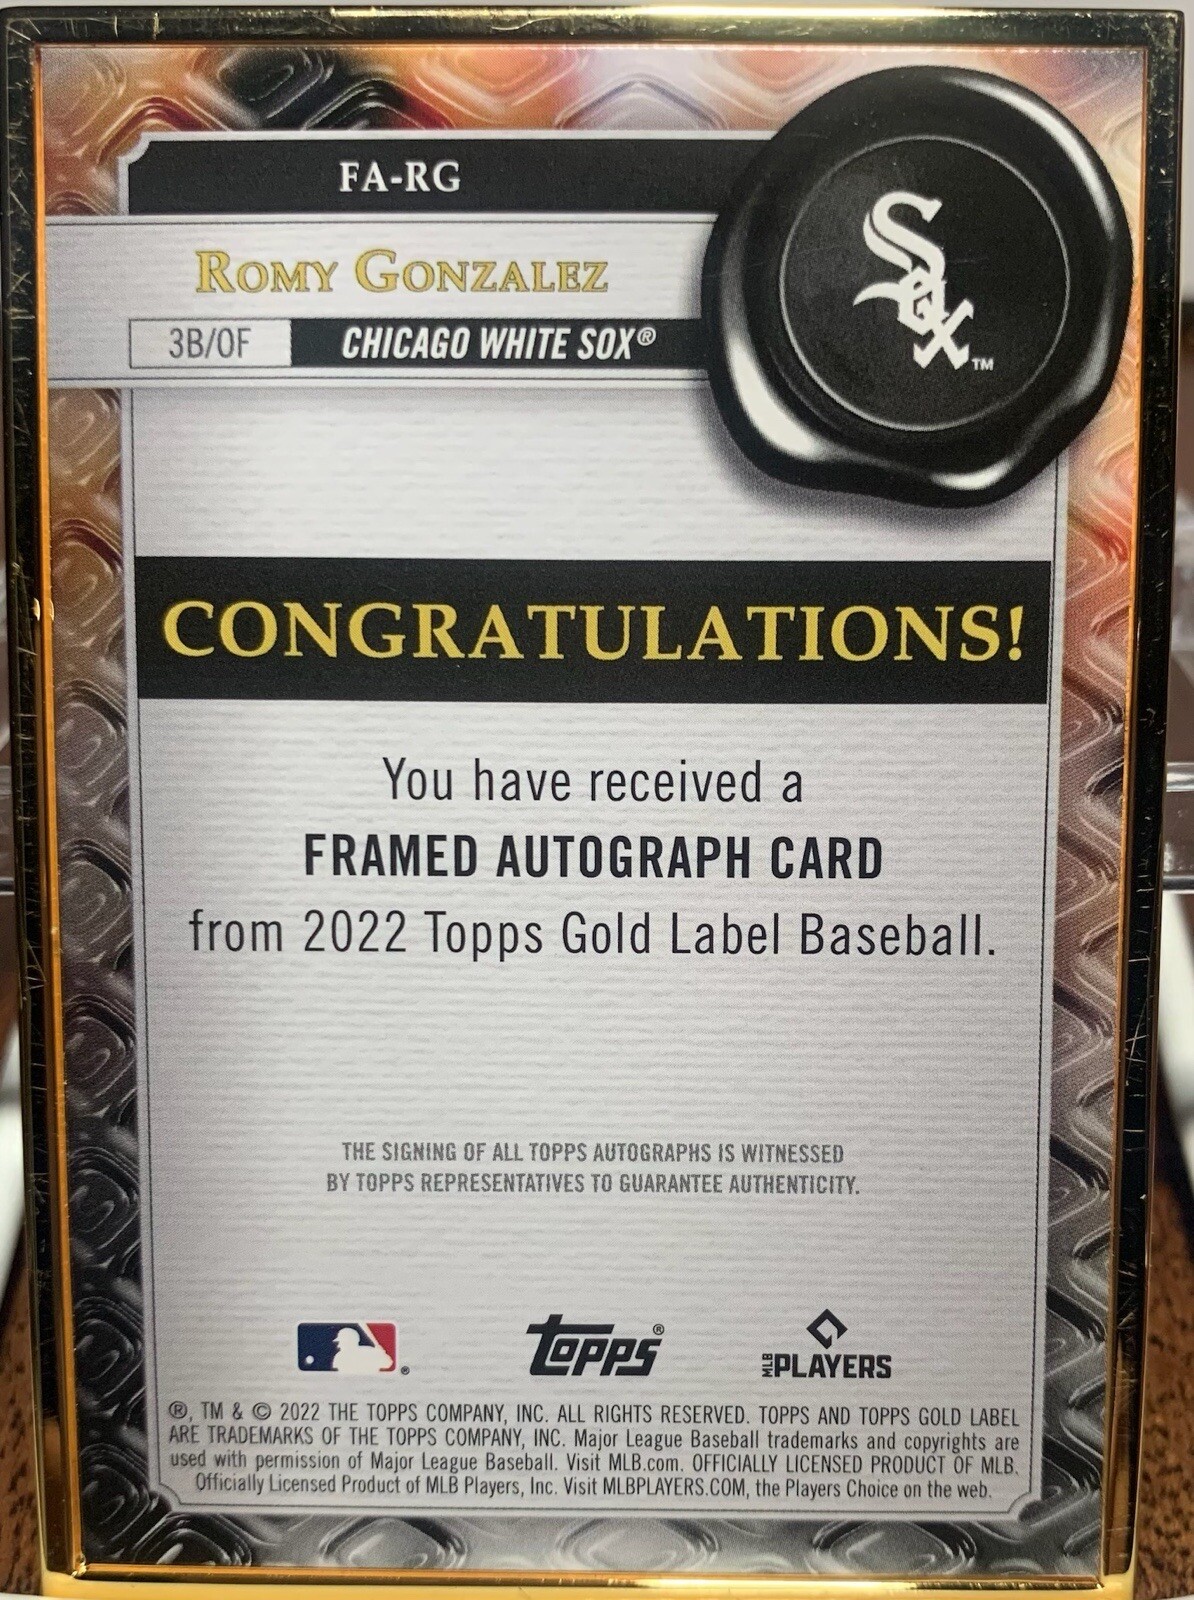 FA-RG
ROMY GONZALEZ
3B/OF CHICAGO WHITE SOX®
SOX™
CONGRATULATIONS!
You have received a
FRAMED AUTOGRAPH CARD
from 2022 Topps Gold Label Baseball.
THE SIGNING OF ALL TOPPS AUTOGRAPHS IS WITNESSED
BY TOPPS REPRESENTATIVES TO GUARANTEE AUTHENTICITY.
® TOPPS® MLB PLAYERS
®, TM & © 2022 THE TOPPS COMPANY, INC. ALL RIGHTS RESERVED. TOPPS AND TOPPS GOLD LABEL
ARE TRADEMARKS OF THE TOPPS COMPANY, INC. Major League Baseball trademarks and copyrights are
used with permission of Major League Baseball. Visit MLB.com. OFFICIALLY LICENSED PRODUCT OF MLB.
Officially Licensed Product of MLB Players, Inc. Visit MLBPLAYERS.COM, the Players Choice on the web.